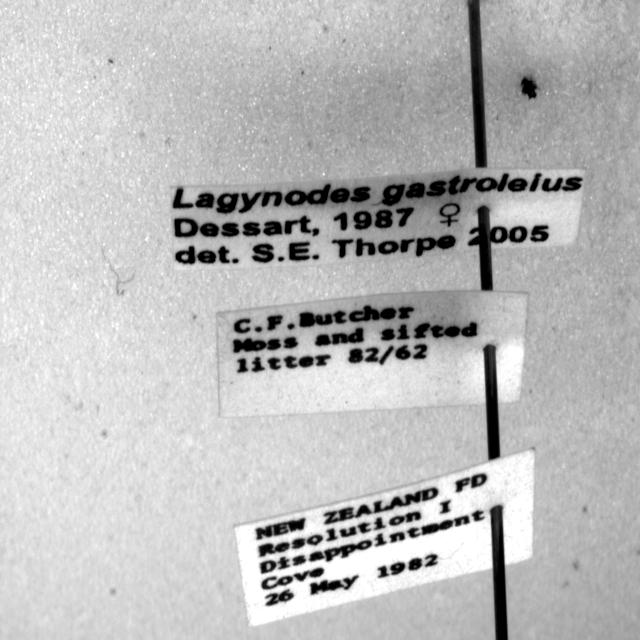 Lagynodes gastroleius
Dessart, 1987 ♀
det. S.E. Thorpe 2005
C.F.Butcher
Moss and sifted
litter 82/62
NEW ZEALAND FD
Resolution I
Disappointment
Cove
26 May 1982